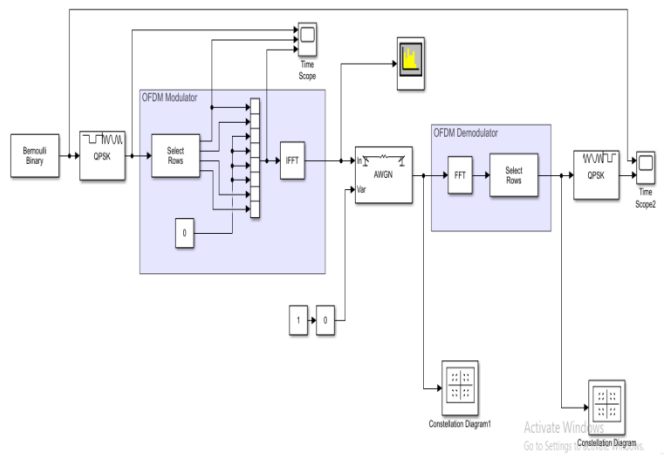 Time
Scope
OFDM Modulator
OFDM Demodulator
Bernoulli
Binary
QPSK
Select
Rows
IFFT
In
AWGN
Var
FFT
Select
Rows
QPSK
Time
Scope2
0
1
0
Constellation Diagram1
Activate Windows
Constellation Diagram
Go to Settings to activate Windows.